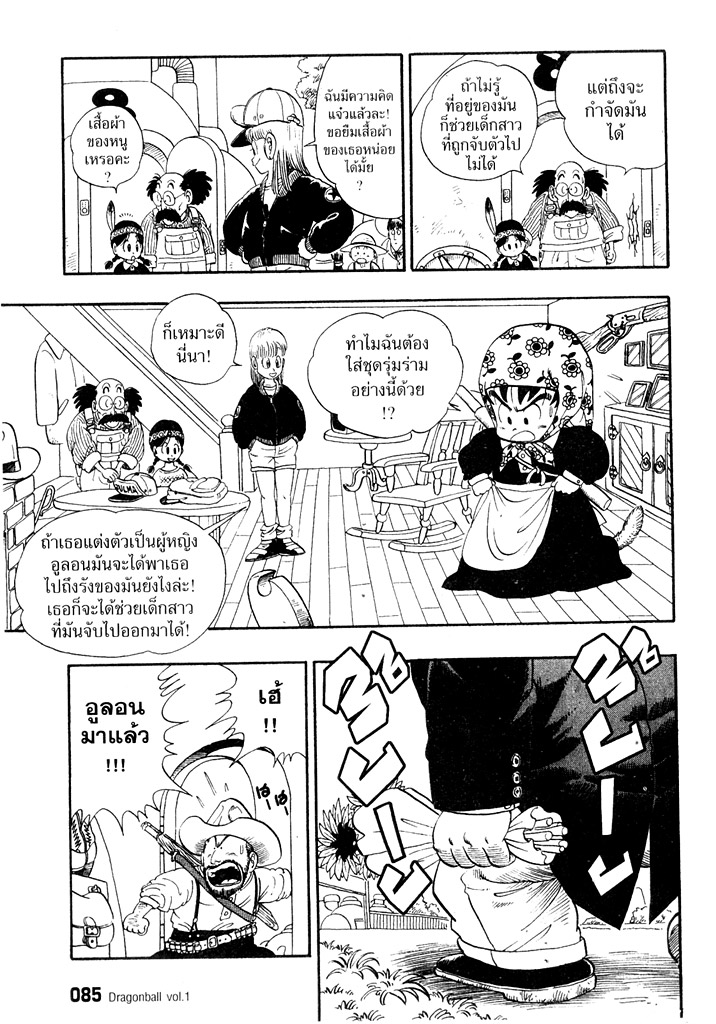 แต่ถึงจะ
กำจัดมัน
ได้
ถ้าไม่รู้
ที่อยู่ของมัน
ก็ช่วยเด็กสาว
ที่ถูกจับตัวไป
ไม่ได้
ฉันมีความคิด
แจ๋วแล้วละ!
ขอยืมเสื้อผ้า
ของเธอหน่อย
ได้มั้ย
?
เสื้อผ้า
ของหนู
เหรอคะ
?
ทำไมฉันต้อง
ใส่ชุดรุ่มร่าม
อย่างนี้ด้วย
!?
ก็เหมาะดี
นี่นา!
ถ้าเธอแต่งตัวเป็นผู้หญิง
อูลอนมันจะได้พาเธอ
ไปถึงรังของมันยังไงล่ะ!
เธอก็จะได้ช่วยเด็กสาว
ที่มันจับไปออกมาได้!
เฮ้
!!
อูลอน
มาแล้ว
!!!
085 Dragonball vol.1